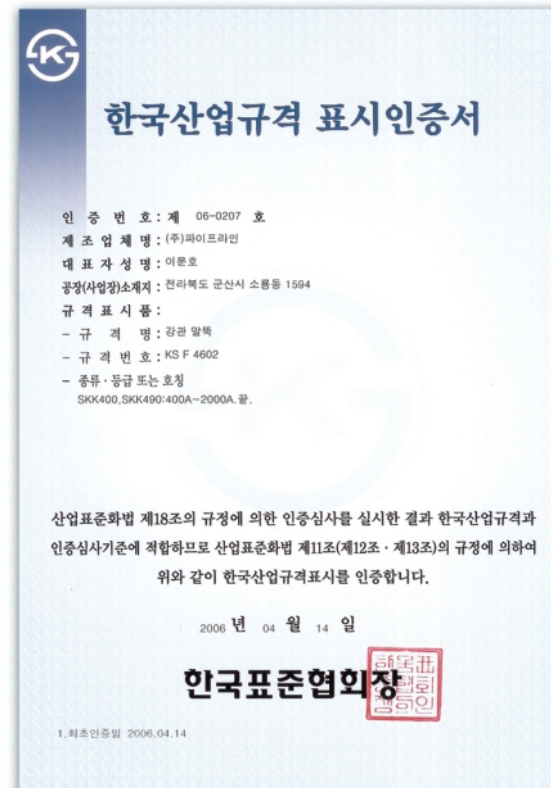 한국산업규격 표시인증서
인 증 번 호 : 제 06-0207 호
제 조 업 체 명 : (주)파이프라인
대 표 자 성 명 : 이문호
공장(사업장)소재지 : 전라북도 군산시 소룡동 1594
규 격 표 시 품 :
- 규 격 명 : 강관 말뚝
- 규 격 번 호 : KS F 4602
- 종류 · 등급 또는 호칭
SKK400,SKK490:400A~2000A.끝.
산업표준화법 제18조의 규정에 의한 인증심사를 실시한 결과 한국산업규격과
인증심사기준에 적합하므로 산업표준화법 제11조(제12조 · 제13조)의 규정에 의하여
위와 같이 한국산업규격표시를 인증합니다.
2006 년 04 월 14 일
한국표준협회장
1.최초인증일 2006.04.14